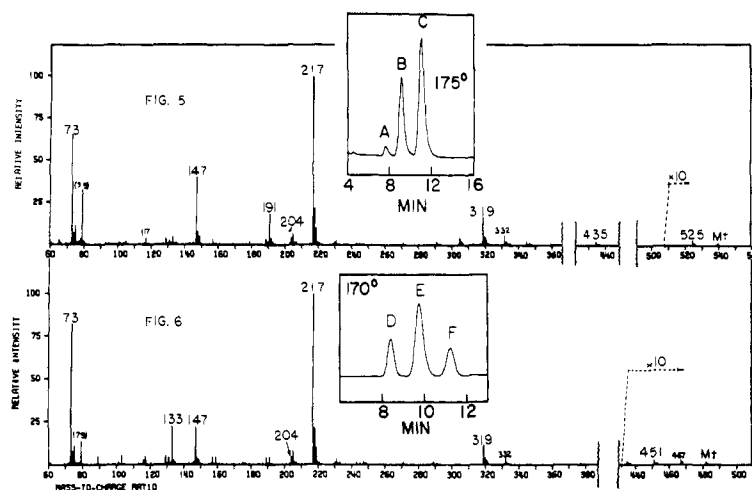 C
B
175°
A
4 8 12 16
MIN
RELATIVE INTENSITY
100
75
50
25
FIG. 5
73
147
191
204
217
319
332
435
×10
525
M†
60 80 100 120 140 160 180 200 220 240 260 280 300 320 340 360 440 500 520 540
170°
E
D
F
8 10 12
MIN
RELATIVE INTENSITY
100
75
50
25
FIG. 6
73
133
147
204
217
319
332
×10
451
467
M†
60 80 100 120 140 160 180 200 220 240 260 280 300 320 340 360 380 440 460 480 500
MASS-TO-CHARGE RATIO